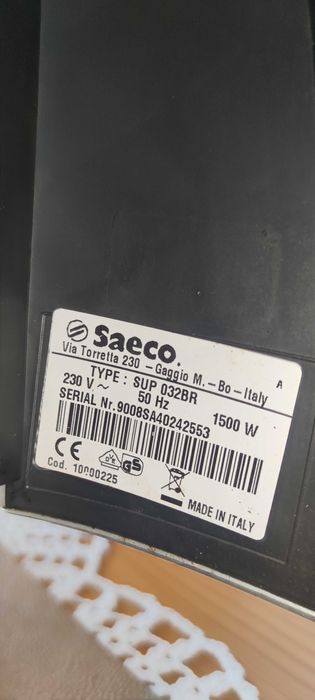 Saeco.
A
Via Torretta 230 - Gaggio M. - Bo - Italy
TYPE : SUP 032BR
230 V ~ 50 Hz 1500 W
SERIAL Nr.9008SA40242553
CE GS
Cod. 10090225
MADE IN ITALY